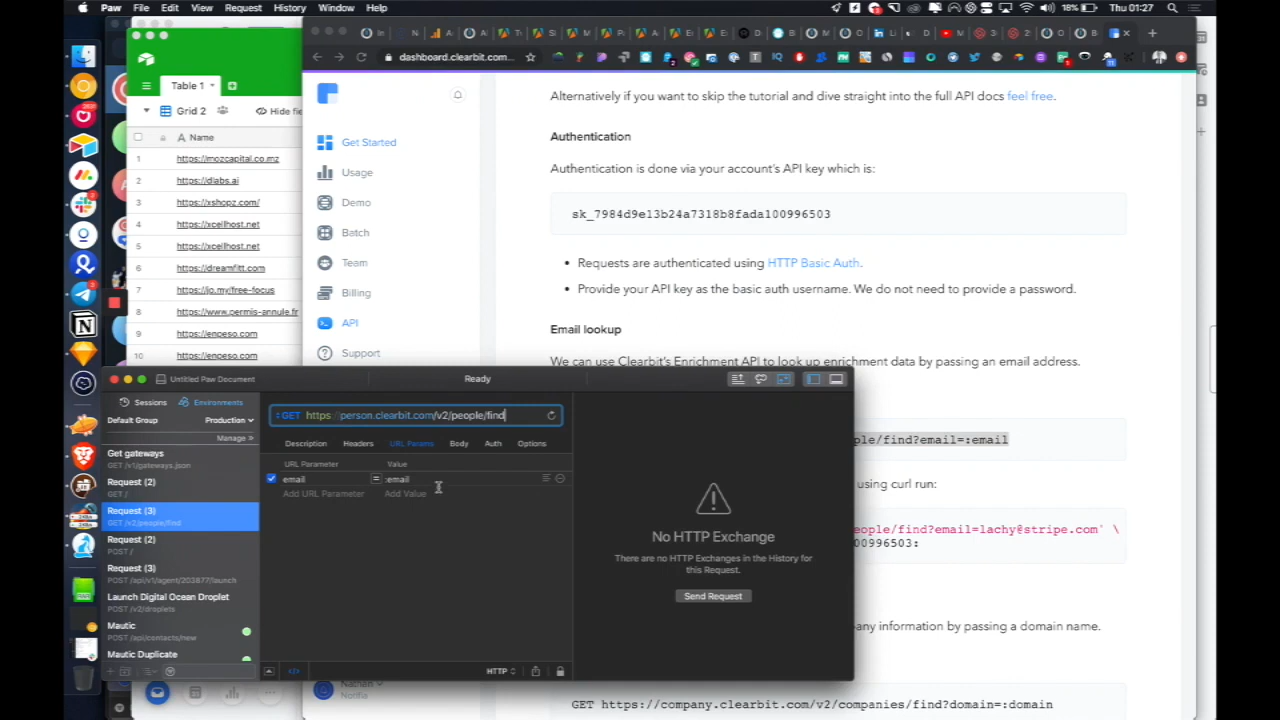 Paw File Edit View Request History Window Help
18% Thu 01:27
Table 1
Grid 2 Hide fie
Name
1 https://mozcapital.co.mz
2 https://dlabs.ai
3 https://xshopz.com/
4 https://xcellhost.net
5 https://xcellhost.net
6 https://dreamfitt.com
7 https://jo.my/free-focus
8 https://www.permis-annule.fr
9 https://enpeso.com
10 https://enpeso.com
dashboard.clearbit.com...
Get Started
Usage
Demo
Batch
Team
Billing
API
Support
Nathan
Notifia
Alternatively if you want to skip the tutorial and dive straight into the full API docs feel free.
Authentication
Authentication is done via your account's API key which is:
sk_7984d9e13b24a7318b8fada100996503
• Requests are authenticated using HTTP Basic Auth.
• Provide your API key as the basic auth username. We do not need to provide a password.
Email lookup
We can use Clearbit's Enrichment API to look up enrichment data by passing an email address.
ple/find?email=:email
using curl run:
eople/find?email=lachy@stripe.com` \
00996503:
any information by passing a domain name.
GET https://company.clearbit.com/v2/companies/find?domain=:domain
Untitled Paw Document
Ready
Sessions Environments
Default Group Production
Manage >
Get gateways
GET /v1/gateways.json
Request (2)
GET /
Request (3)
GET /v2/people/find
Request (2)
POST /
Request (3)
POST /api/v1/agent/203877/launch
Launch Digital Ocean Droplet
POST /v2/droplets
Mautic
POST /api/contacts/new
Mautic Duplicate
GET https://person.clearbit.com/v2/people/find
Description Headers URL Params Body Auth Options
URL Parameter Value
email = :email
Add URL Parameter Add Value
No HTTP Exchange
There are no HTTP Exchanges in the History for
this Request.
Send Request
HTTP